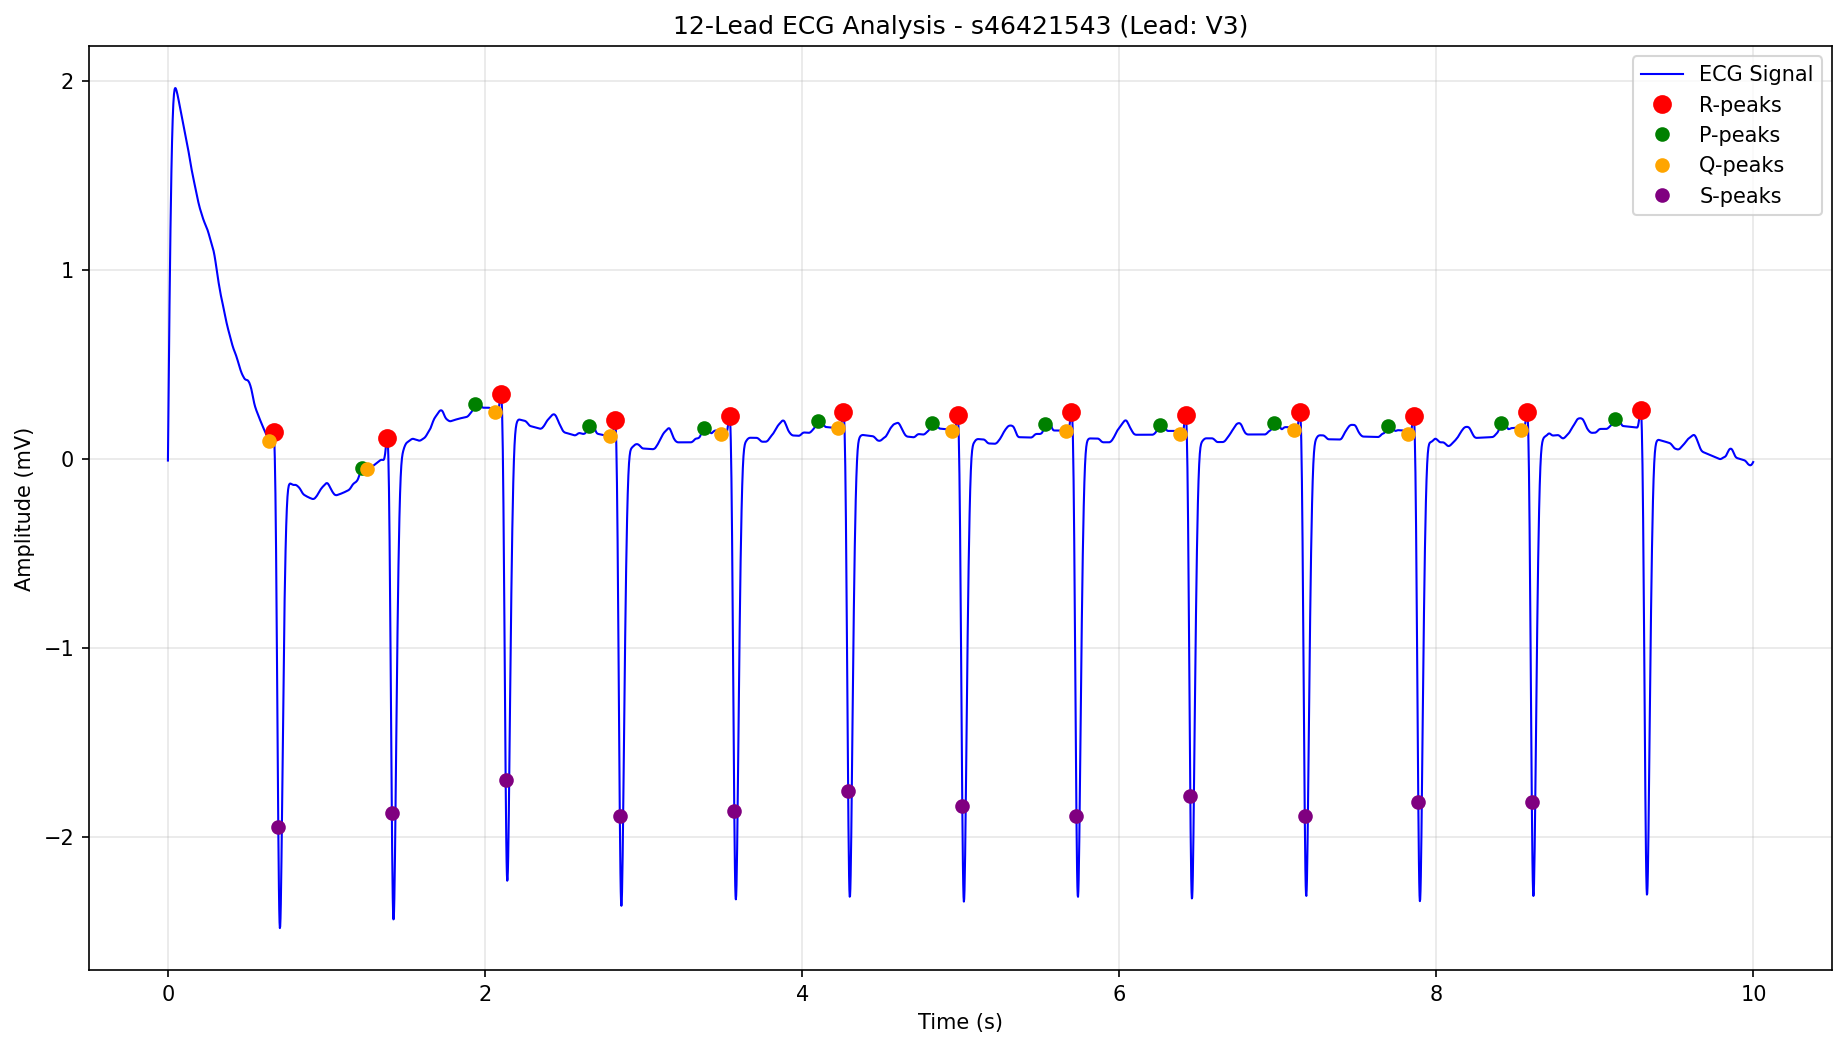 12-Lead ECG Analysis - s46421543 (Lead: V3)
ECG Signal
R-peaks
P-peaks
Q-peaks
S-peaks
Amplitude (mV)
2
1
0
−1
−2
0
2
4
6
8
10
Time (s)